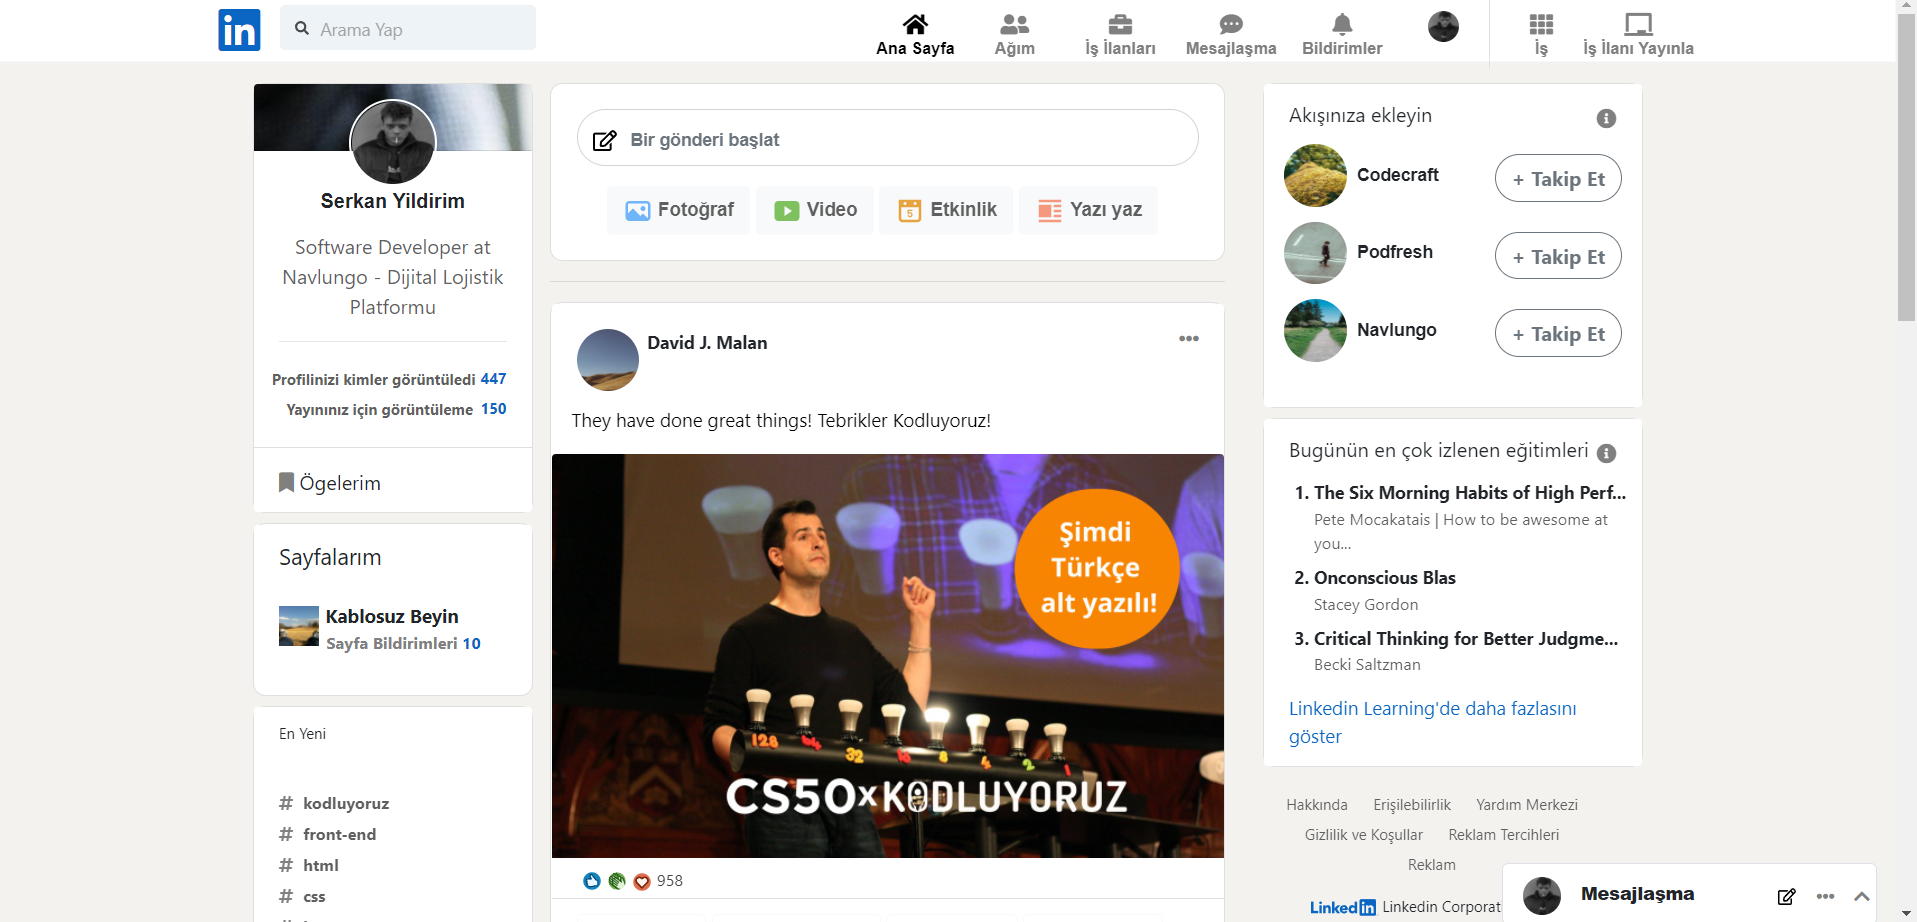 in
Arama Yap
Ana Sayfa
Ağım
İş İlanları
Mesajlaşma
Bildirimler
İş
İş İlanı Yayınla
Serkan Yildirim
Software Developer at
Navlungo - Dijital Lojistik
Platformu
Profilinizi kimler görüntüledi 447
Yayınınız için görüntüleme 150
Ögelerim
Sayfalarım
Kablosuz Beyin
Sayfa Bildirimleri 10
En Yeni
# kodluyoruz
# front-end
# html
# css
Bir gönderi başlat
Fotoğraf
Video
5
Etkinlik
Yazı yaz
David J. Malan
They have done great things! Tebrikler Kodluyoruz!
Şimdi
Türkçe
alt yazılı!
128 64 32 16 8 4 2 1
CS50xKODLUYORUZ
958
Akışınıza ekleyin
Codecraft
+ Takip Et
Podfresh
+ Takip Et
Navlungo
+ Takip Et
Bugünün en çok izlenen eğitimleri
1. The Six Morning Habits of High Perf...
Pete Mocakatais | How to be awesome at
you...
2. Onconscious Blas
Stacey Gordon
3. Critical Thinking for Better Judgme...
Becki Saltzman
Linkedin Learning'de daha fazlasını
göster
Hakkında Erişilebilirlik Yardım Merkezi
Gizlilik ve Koşullar Reklam Tercihleri
Reklam
Linkedin Linkedin Corporat
Mesajlaşma